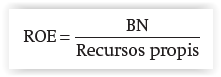 ROE = BN
Recursos propis